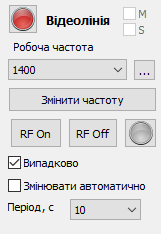 Відеолінія
M
S
Робоча частота
1400
...
Змінити частоту
RF On
RF Off
Випадково
Змінювати автоматично
Період, с
10